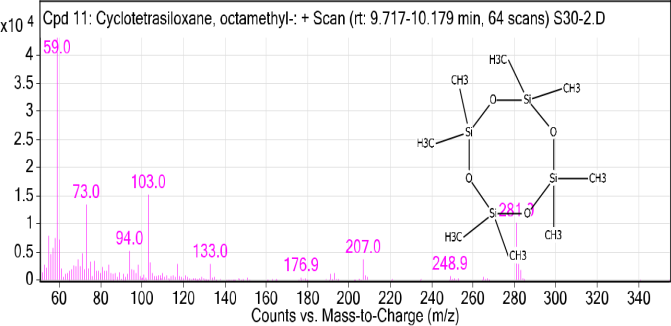 Cpd 11: Cyclotetrasiloxane, octamethyl-: + Scan (rt: 9.717-10.179 min, 64 scans) S30-2.D
x10 4
4
3.5
3
2.5
2
1.5
1
0.5
0
59.0
73.0
94.0
103.0
133.0
176.9
207.0
248.9
H3C
CH3
CH3
O
Si
Si
O
H3C
O
Si
CH3
Si
O
CH3
H3C
CH3
60 80 100 120 140 160 180 200 220 240 260 280 300 320 340
Counts vs. Mass-to-Charge (m/z)